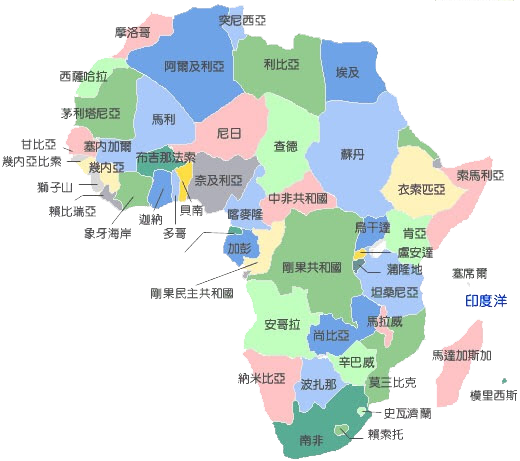 突尼西亞
摩洛哥
阿爾及利亞
利比亞
埃及
西薩哈拉
茅利塔尼亞
馬利
尼日
查德
蘇丹
甘比亞
塞內加爾
幾內亞比索
幾內亞
布吉那法索
奈及利亞
衣索匹亞
索馬利亞
獅子山
賴比瑞亞
象牙海岸
迦納
多哥
貝南
喀麥隆
中非共和國
烏干達
肯亞
加彭
剛果共和國
盧安達
蒲隆地
剛果民主共和國
坦桑尼亞
塞席爾
印度洋
安哥拉
尚比亞
馬拉威
辛巴威
馬達加斯加
納米比亞
波扎那
莫三比克
模里西斯
史瓦濟蘭
南非
賴索托